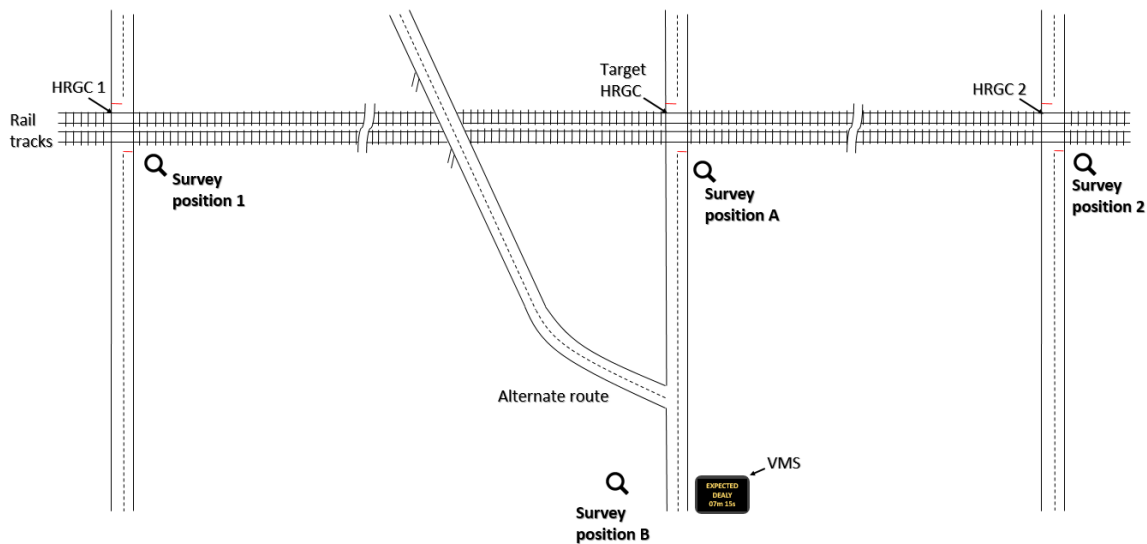 HRGC 1
Target
HRGC
HRGC 2
Rail
tracks
Survey
position 1
Survey
position A
Survey
position 2
Alternate route
VMS
EXPECTED
DEALY
07m 15s
Survey
position B